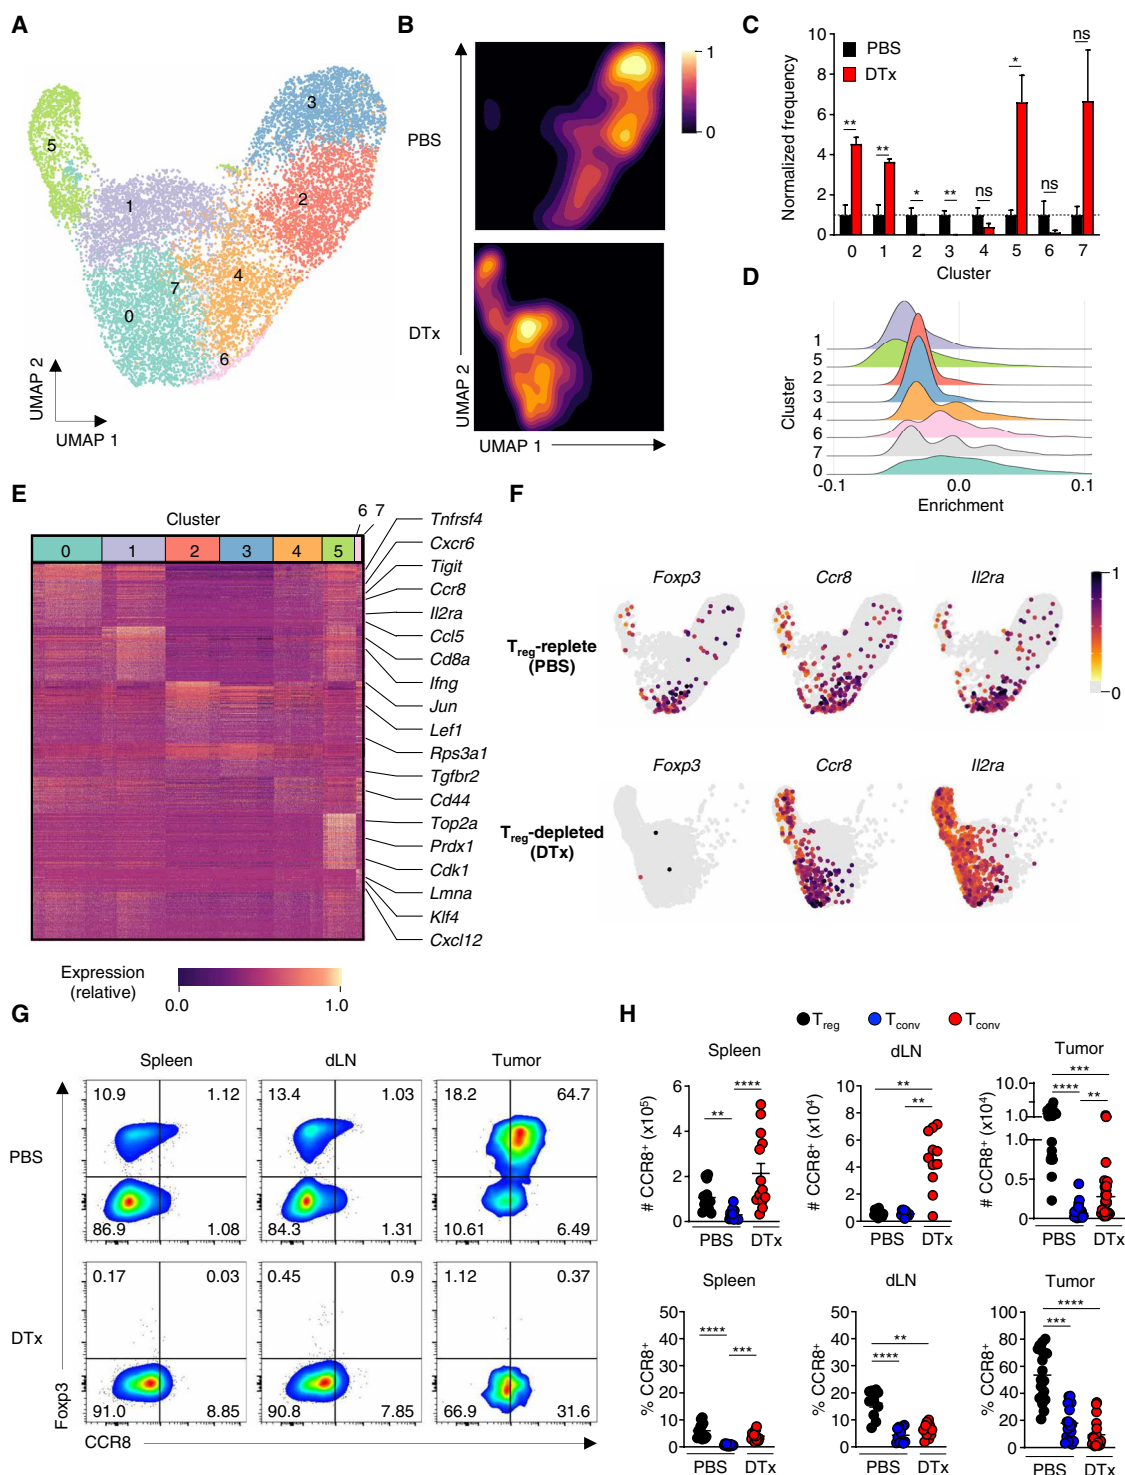 A
5
3
1
2
4
7
0
6
UMAP 2
UMAP 1
B
PBS
1
0
DTx
UMAP 2
UMAP 1
C
10
8
6
4
2
0
Normalized frequency
PBS
DTx
** ** * ** ns * ns ns
0 1 2 3 4 5 6 7
Cluster
D
Cluster
1
5
2
3
4
6
7
0
-0.1 0.0 0.1
Enrichment
E
Cluster
6 7
0 1 2 3 4 5
Tnfrsf4
Cxcr6
Tigit
Ccr8
Il2ra
Ccl5
Cd8a
Ifng
Jun
Lef1
Rps3a1
Tgfbr2
Cd44
Top2a
Prdx1
Cdk1
Lmna
Klf4
Cxcl12
Expression
(relative)
0.0 1.0
F
Foxp3 Ccr8 Il2ra
Treg-replete
(PBS)
1
0
Foxp3 Ccr8 Il2ra
Treg-depleted
(DTx)
G
Spleen dLN Tumor
PBS
10.9 1.12 13.4 1.03 18.2 64.7
86.9 1.08 84.3 1.31 10.61 6.49
DTx
0.17 0.03 0.45 0.9 1.12 0.37
91.0 8.85 90.8 7.85 66.9 31.6
Foxp3
CCR8
H
Treg Tconv Tconv
Spleen
# CCR8+ (x10⁵)
6
4
2
0
** ****
PBS DTx
dLN
# CCR8+ (x10⁴)
10
8
6
4
2
0
**
**
PBS DTx
Tumor
# CCR8+ (x10⁴)
10.0
1.0
1.0
0.5
0
***
**** **
PBS DTx
Spleen
% CCR8+
50
40
30
20
10
0
****
***
PBS DTx
dLN
% CCR8+
50
40
30
20
10
0
**
****
PBS DTx
Tumor
% CCR8+
100
80
60
40
20
0
****
***
PBS DTx